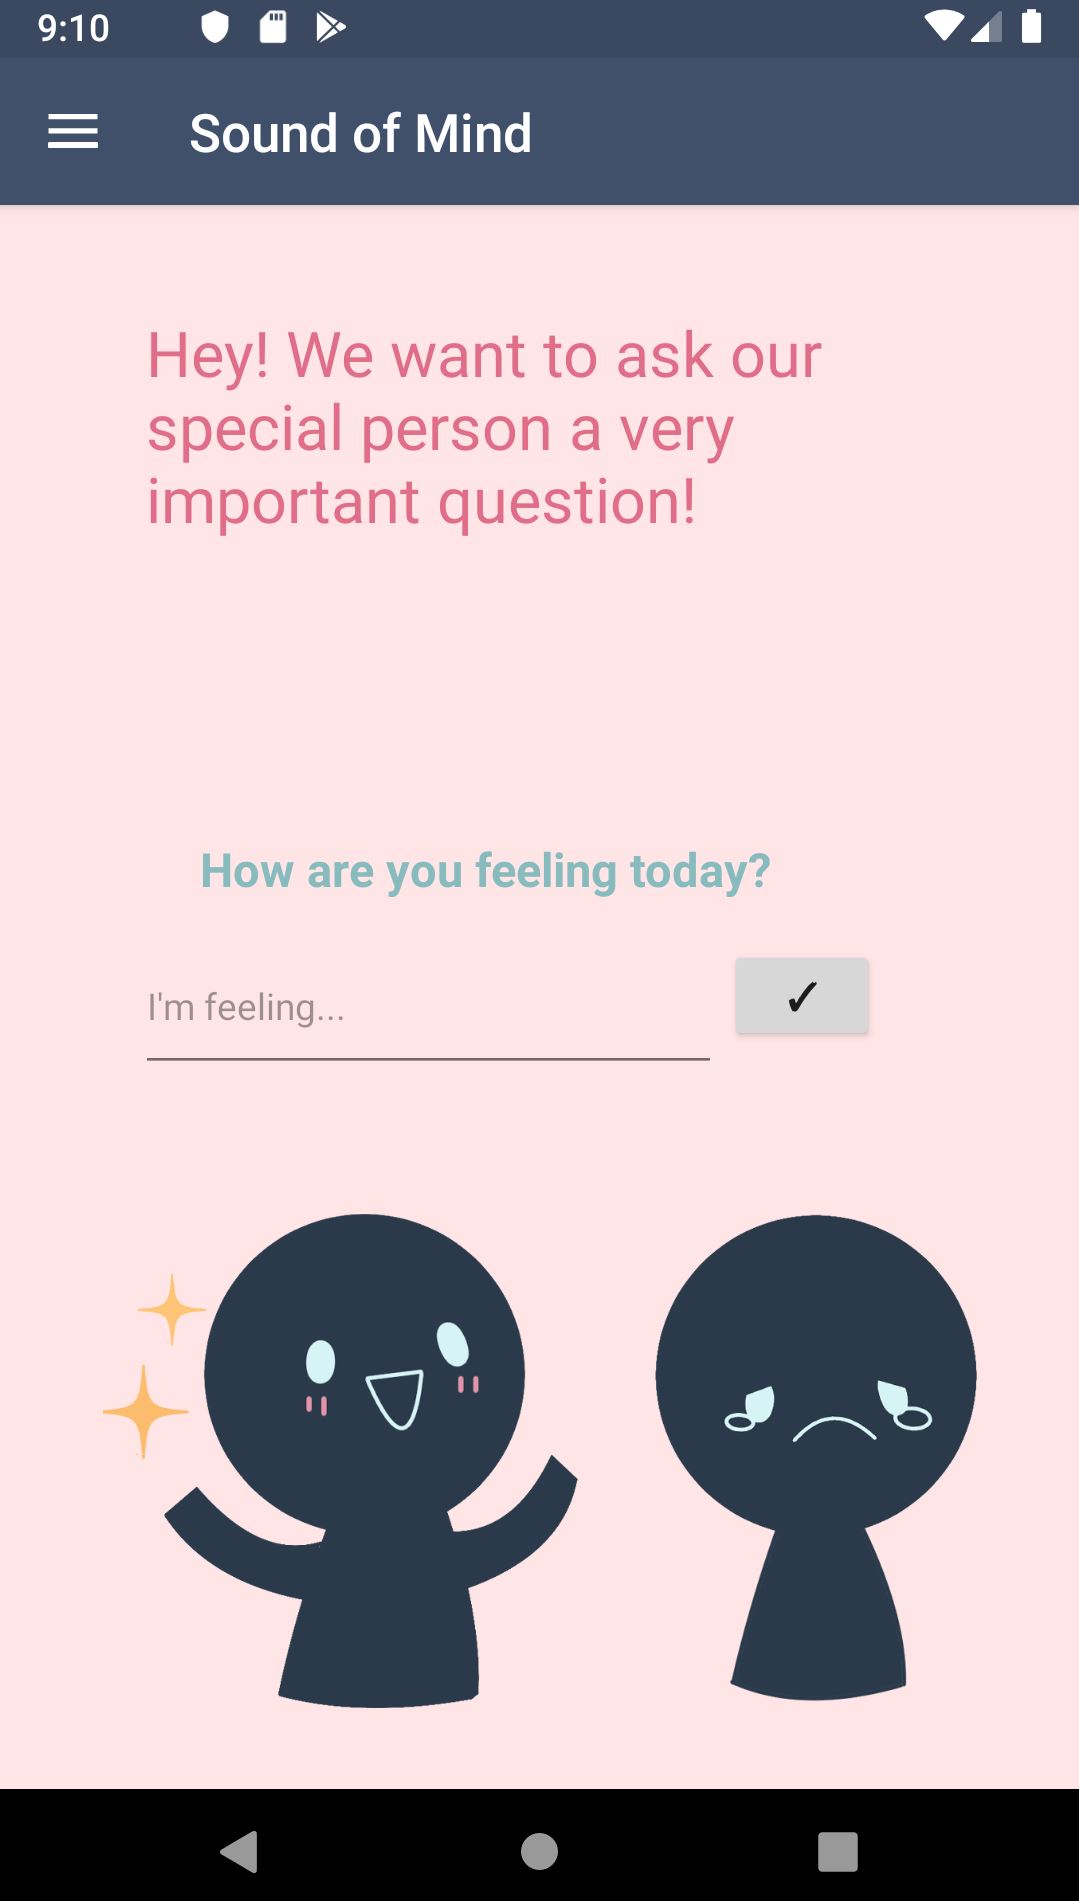 9:10
Sound of Mind
Hey! We want to ask our
special person a very
important question!
How are you feeling today?
I'm feeling...
✓